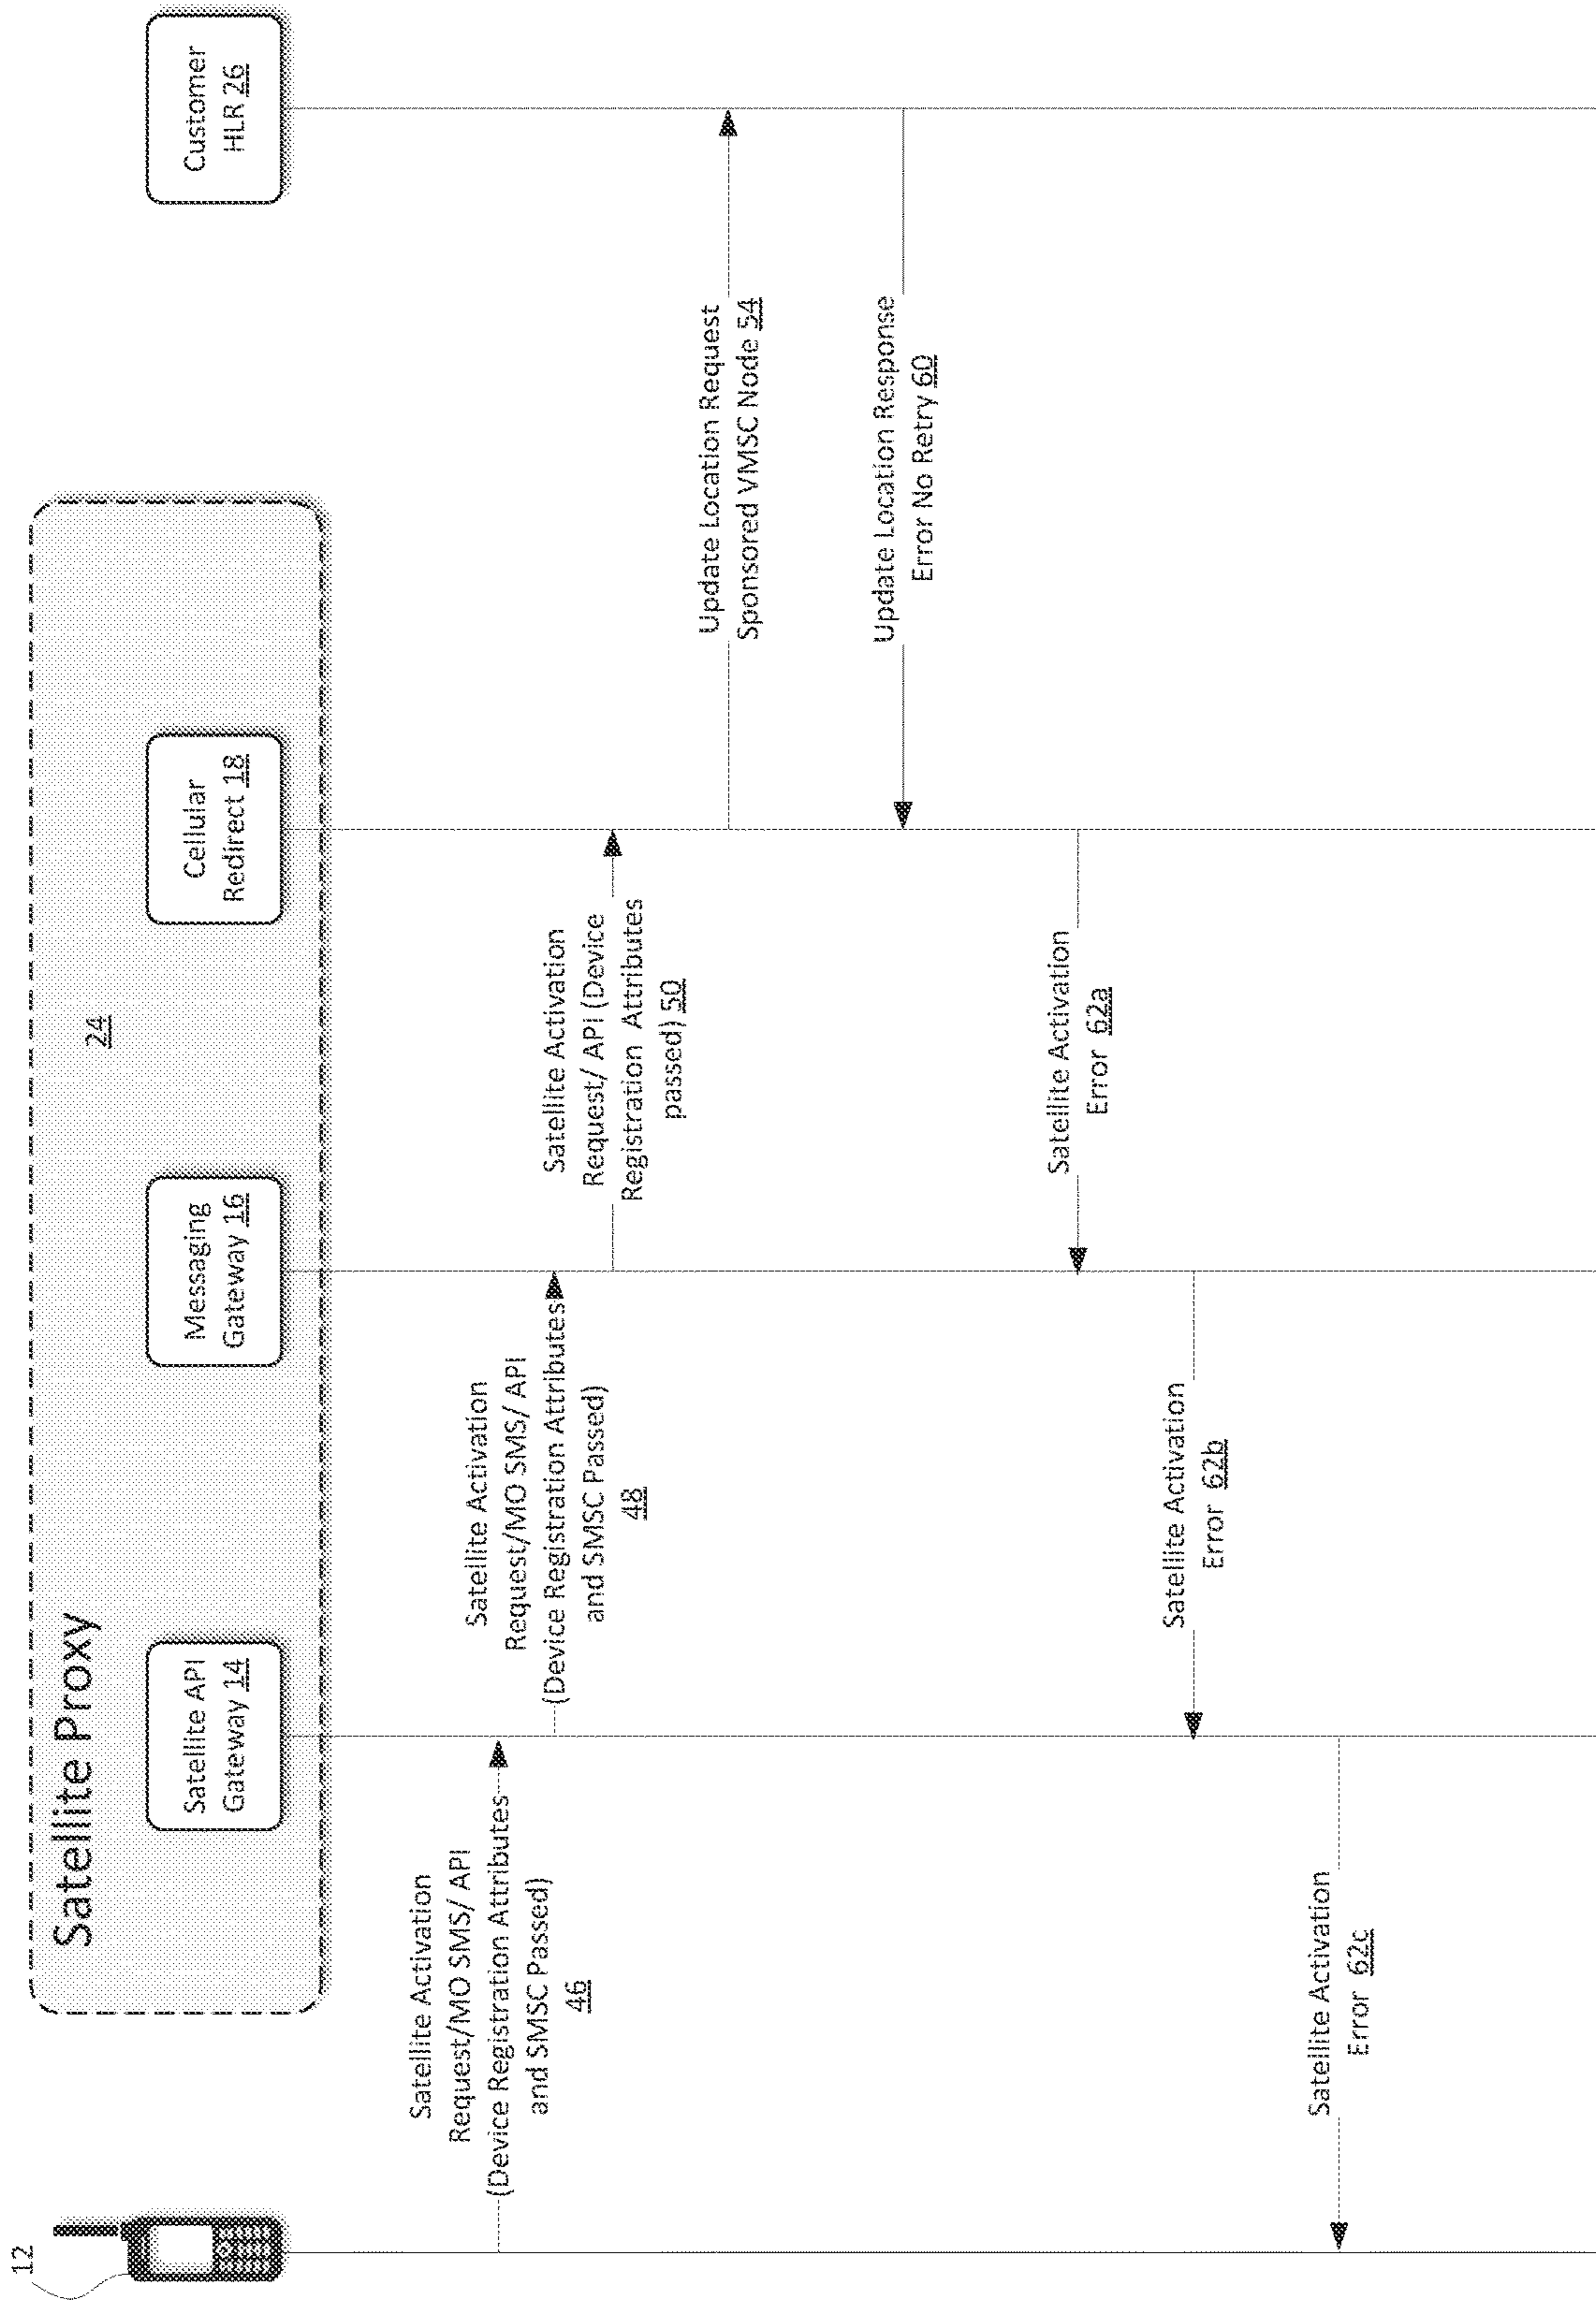 12
Satellite Proxy
24
Satellite API
Gateway 14
Messaging
Gateway 16
Cellular
Redirect 18
Customer
HLR 26
Satellite Activation
Request/MO SMS/ API
(Device Registration Attributes
and SMSC Passed)
46
Satellite Activation
Request/MO SMS/ API
(Device Registration Attributes
and SMSC Passed)
48
Satellite Activation
Request/ API (Device
Registration Attributes
passed) 50
Update Location Request
Sponsored VMSC Node 54
Update Location Response
Error No Retry 60
Satellite Activation
Error 62a
Satellite Activation
Error 62b
Satellite Activation
Error 62c